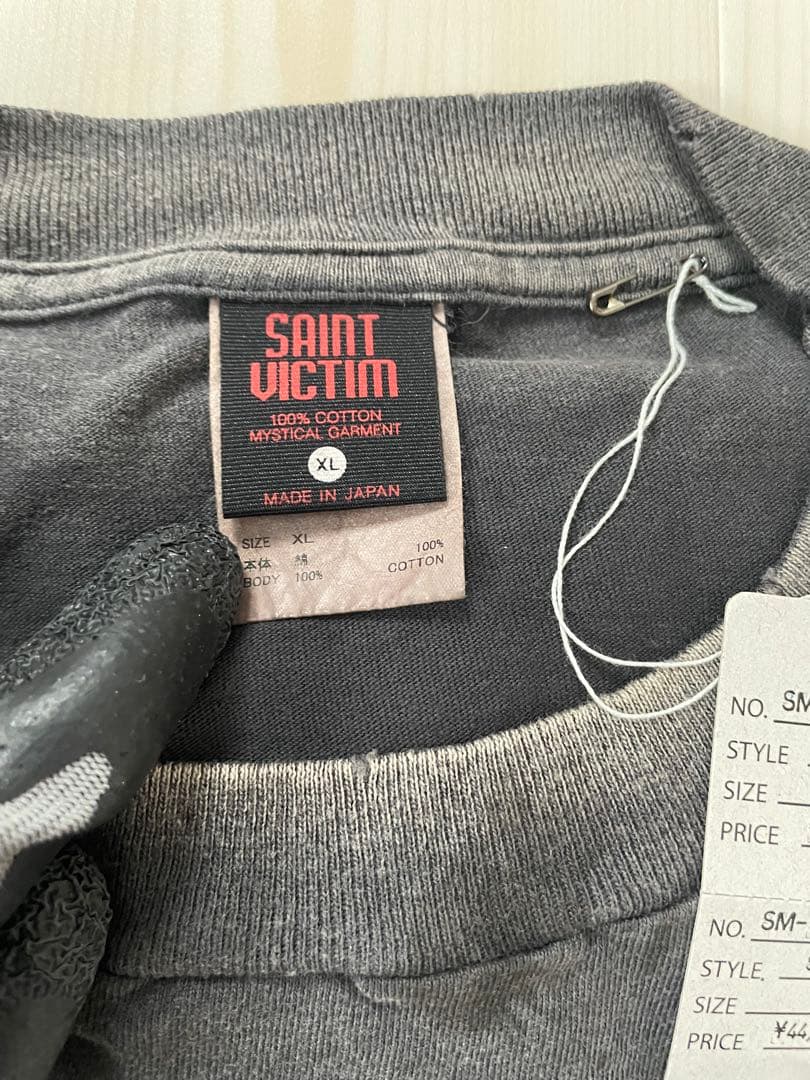 SAINT
VICTIM
100% COTTON
MYSTICAL GARMENT
XL
MADE IN JAPAN
SIZE XL
本体 綿 100%
BODY 100% COTTON
NO. SM
STYLE
SIZE
PRICE
NO. SM-
STYLE
SIZE
PRICE ¥44,